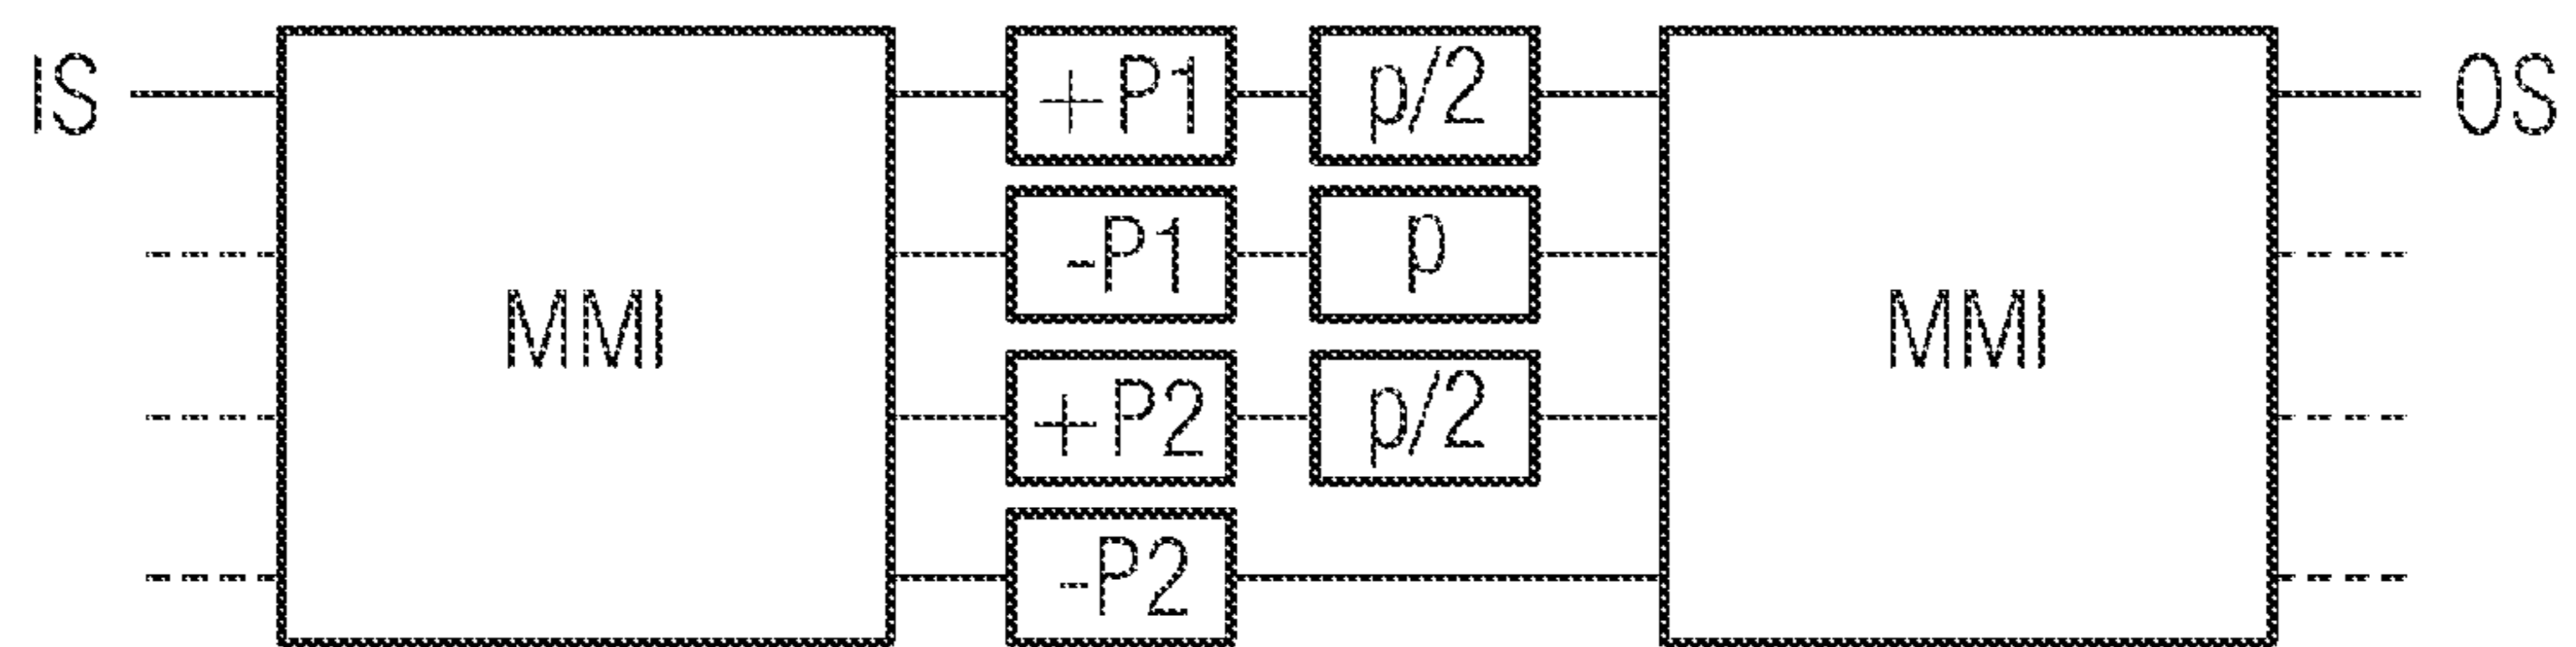 IS +P1 p/2 OS
-P1 p
MMI MMI
+P2 p/2
-P2